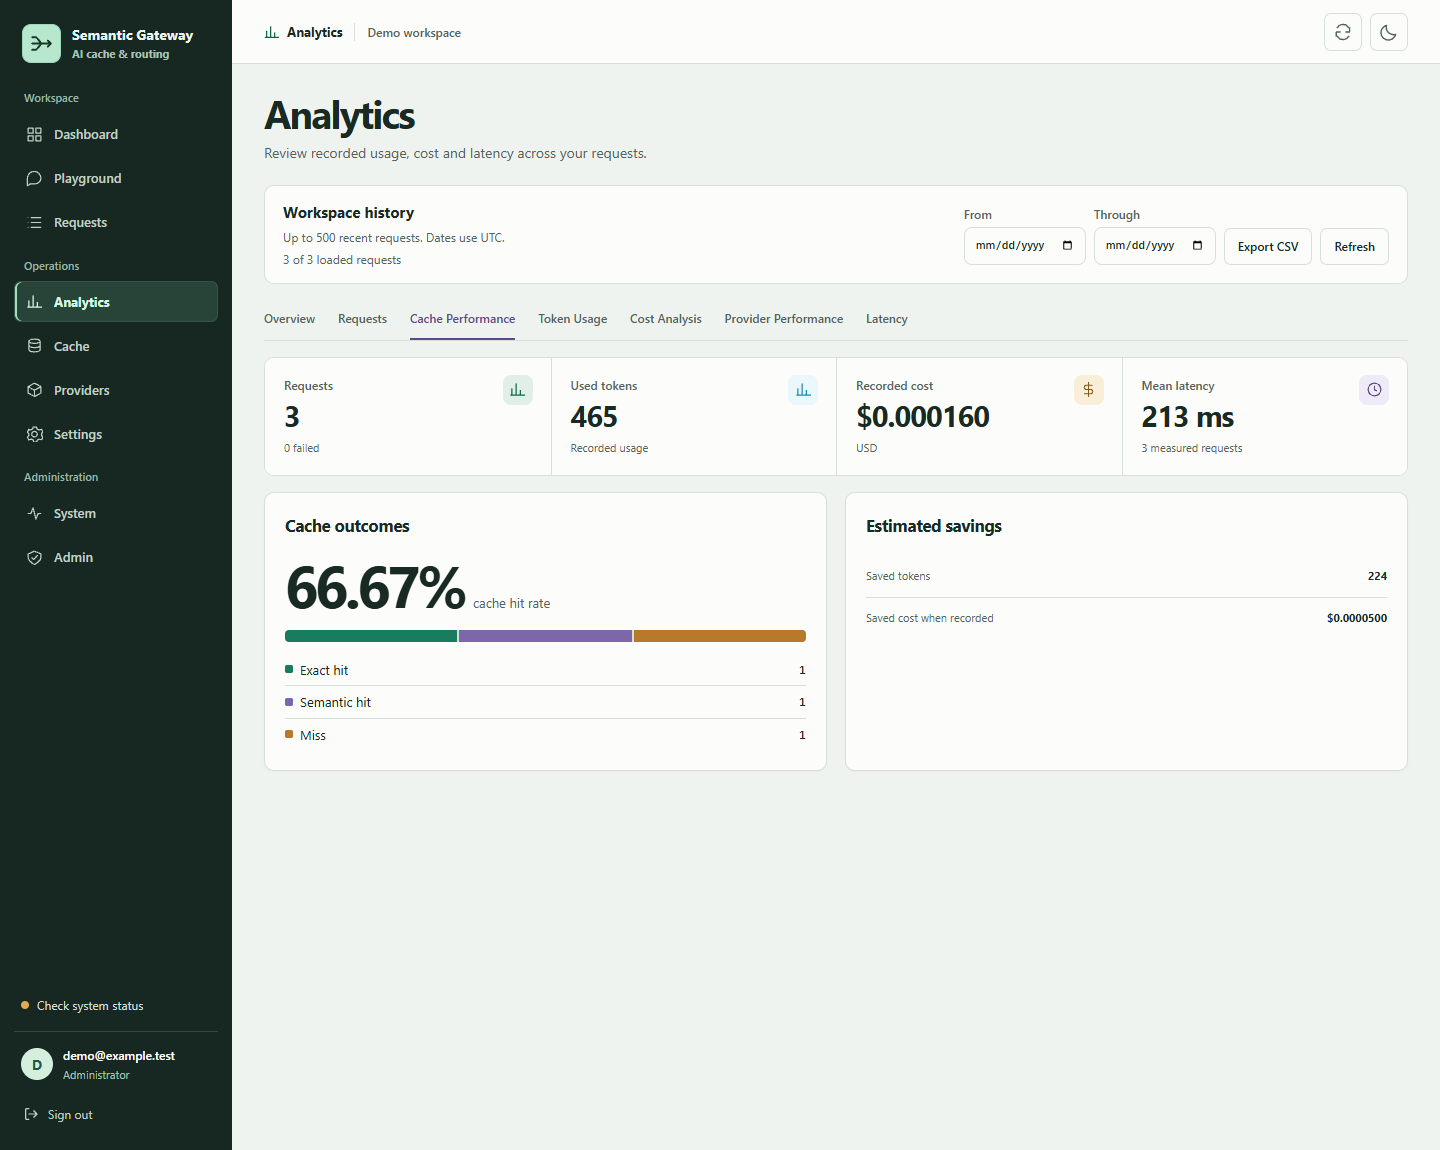 Semantic Gateway
AI cache & routing
Workspace
Dashboard
Playground
Requests
Operations
Analytics
Cache
Providers
Settings
Administration
System
Admin
Check system status
D
demo@example.test
Administrator
Sign out
Analytics
Demo workspace
Analytics
Review recorded usage, cost and latency across your requests.
Workspace history
Up to 500 recent requests. Dates use UTC.
3 of 3 loaded requests
From
Through
mm/dd/yyyy
mm/dd/yyyy
Export CSV
Refresh
Overview
Requests
Cache Performance
Token Usage
Cost Analysis
Provider Performance
Latency
Requests
3
0 failed
Used tokens
465
Recorded usage
Recorded cost
$0.000160
USD
Mean latency
213 ms
3 measured requests
Cache outcomes
66.67% cache hit rate
Exact hit 1
Semantic hit 1
Miss 1
Estimated savings
Saved tokens 224
Saved cost when recorded $0.0000500